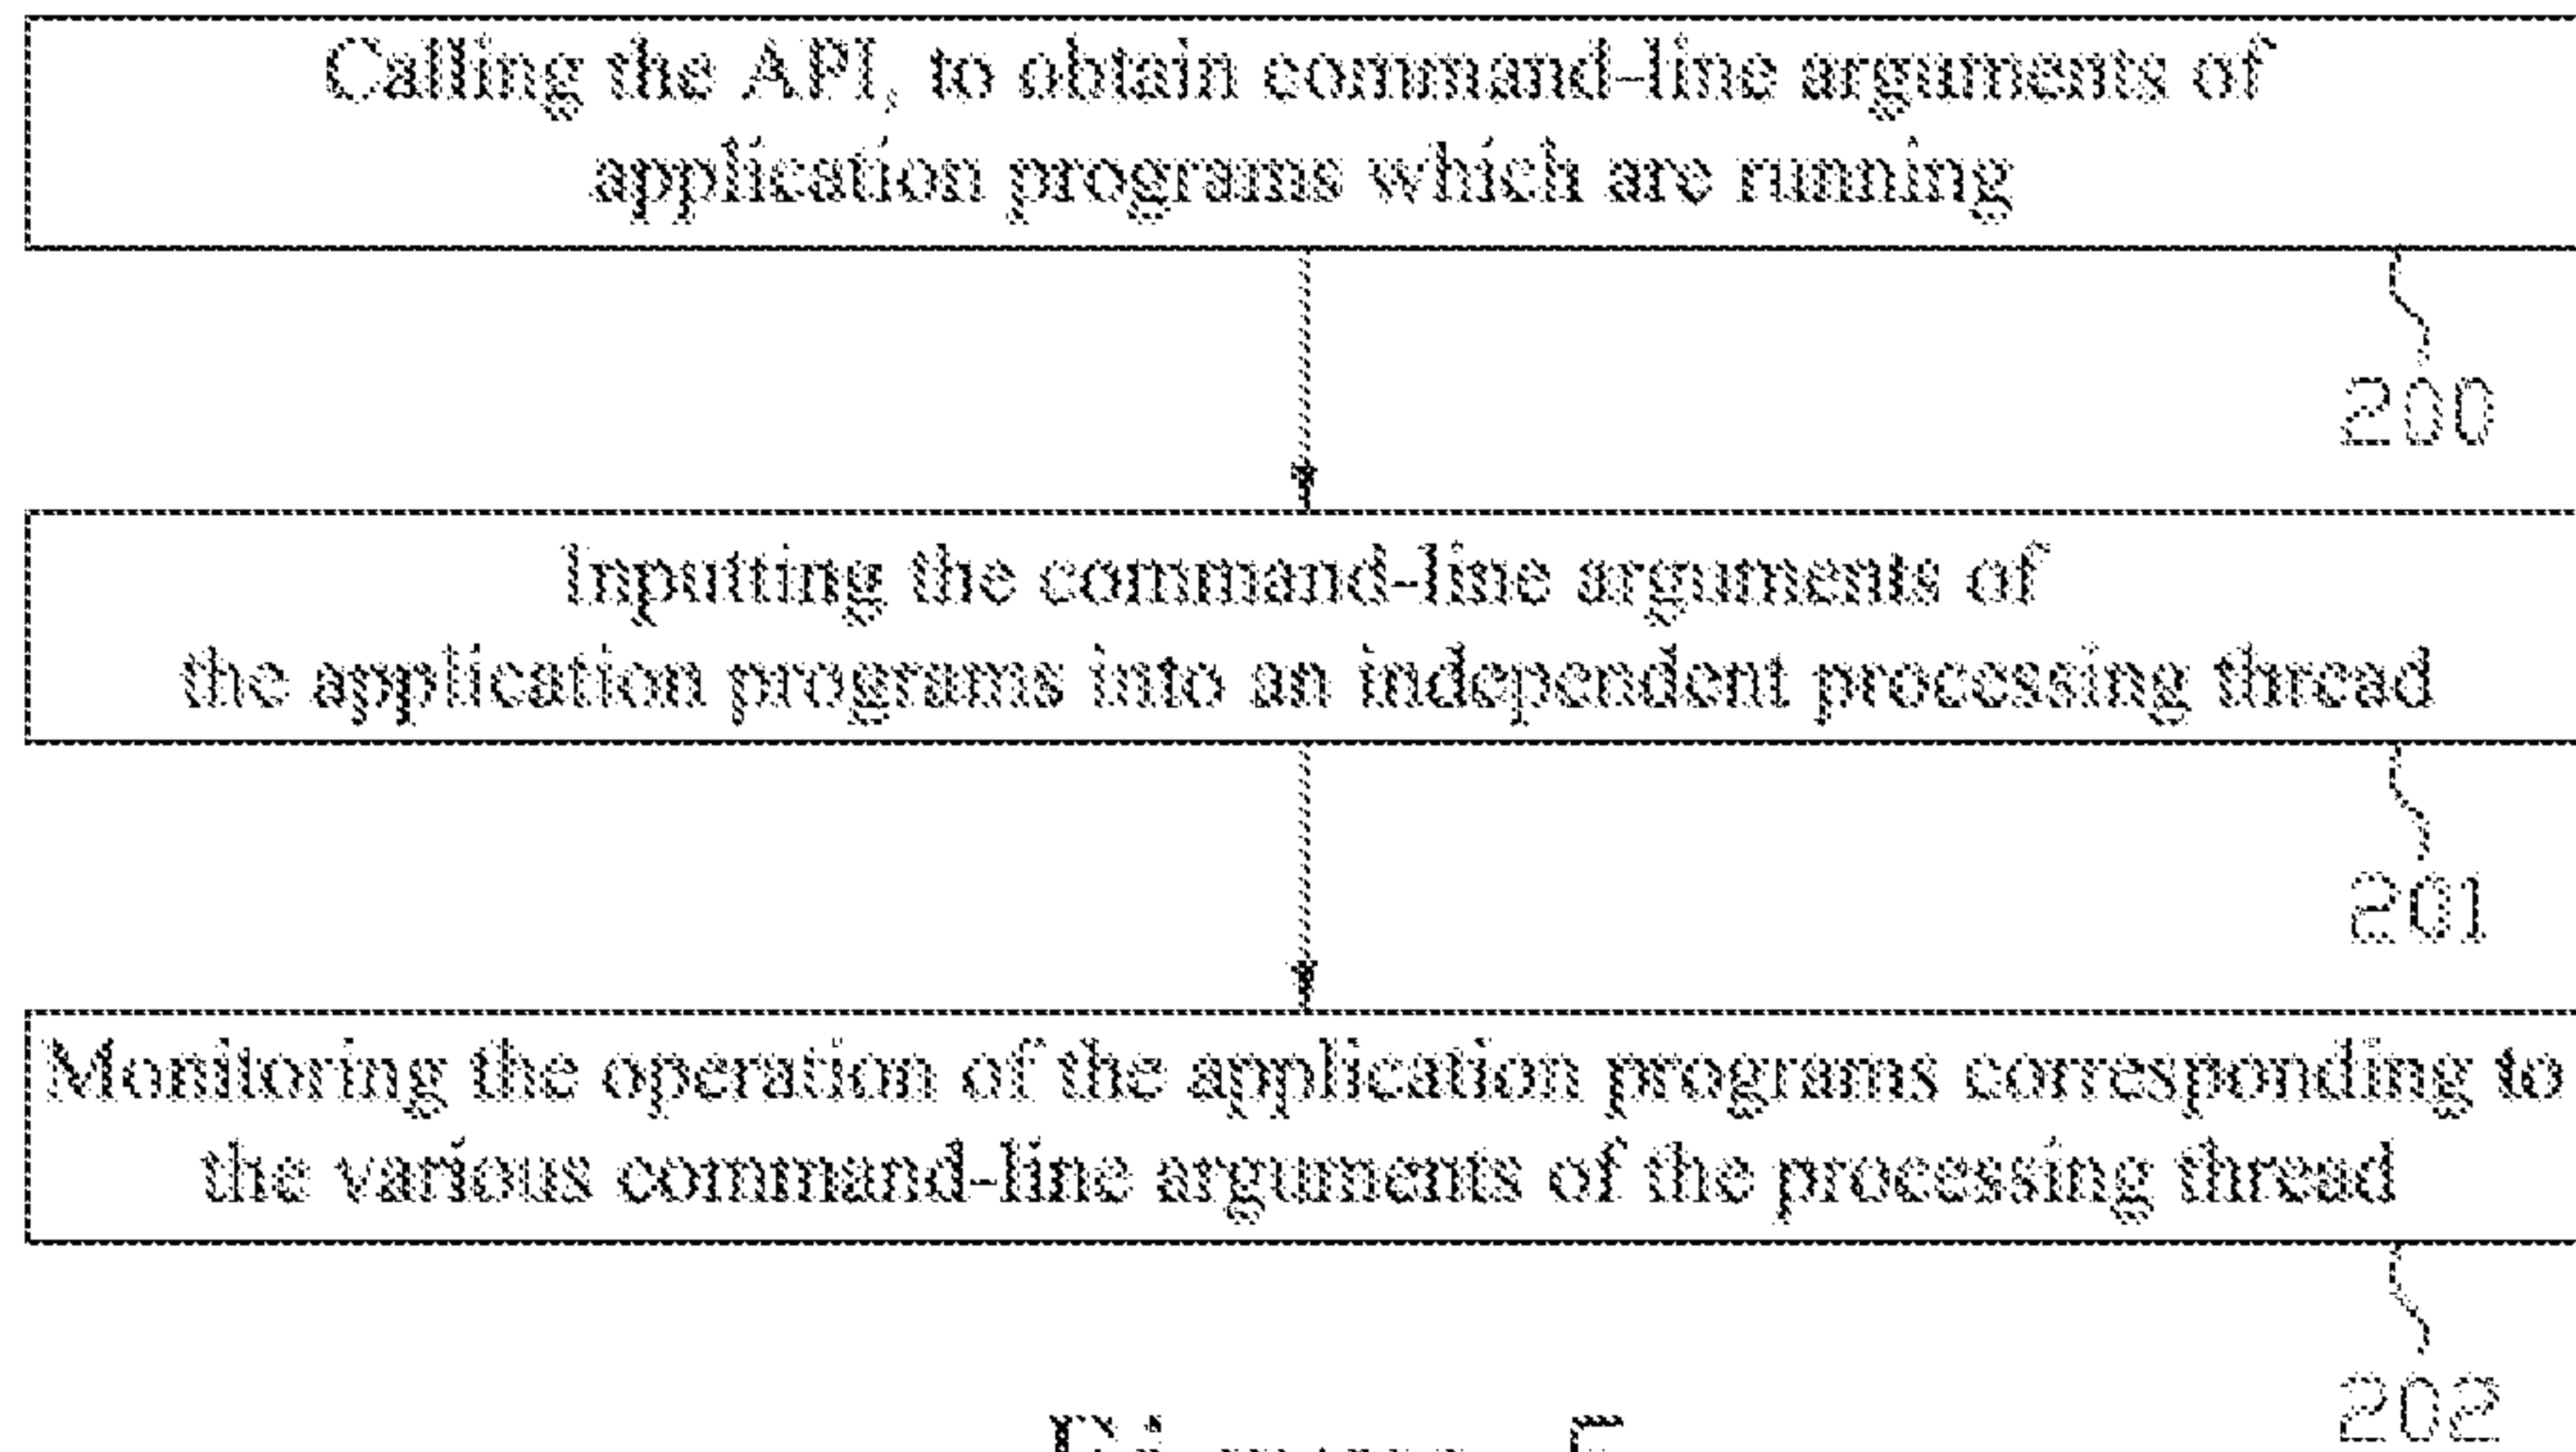 Calling the API, to obtain command-line arguments of
application programs which are running
200
Inputting the command-line arguments of
the application programs into an independent processing thread
201
Monitoring the operation of the application programs corresponding to
the various command-line arguments of the processing thread
202